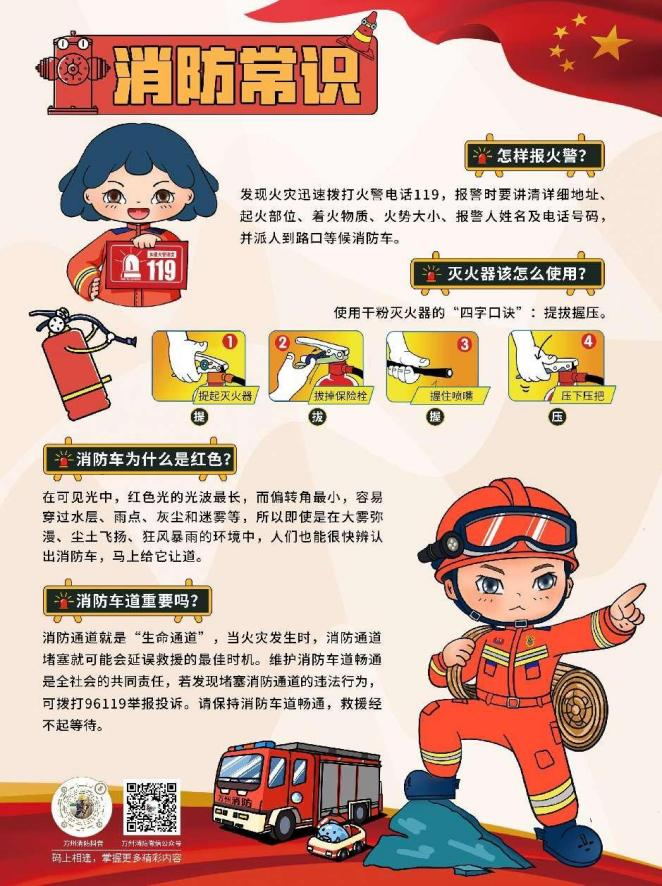 消防常识
怎样报火警？
发现火灾迅速拨打火警电话119，报警时要讲清详细地址、
起火部位、着火物质、火势大小、报警人姓名及电话号码，
并派人到路口等候消防车。
119
灭火器该怎么使用？
使用干粉灭火器的“四字口诀”：提拔握压。
1
提起灭火器
提
2
拔掉保险栓
拔
3
握住喷嘴
握
4
压下压把
压
消防车为什么是红色？
在可见光中，红色光的光波最长，而偏转角最小，容易
穿过水层、雨点、灰尘和迷雾等，所以即使是在大雾弥
漫、尘土飞扬、狂风暴雨的环境中，人们也能很快辨认
出消防车，马上给它让道。
消防车道重要吗？
消防通道就是“生命通道”，当火灾发生时，消防通道
堵塞就可能会延误救援的最佳时机。维护消防车道畅通
是全社会的共同责任，若发现堵塞消防通道的违法行为，
可拨打96119举报投诉。请保持消防车道畅通，救援经
不起等待。
万州消防
万州消防抖音
万州消防微信公众号
网上相逢，掌握更多精彩内容